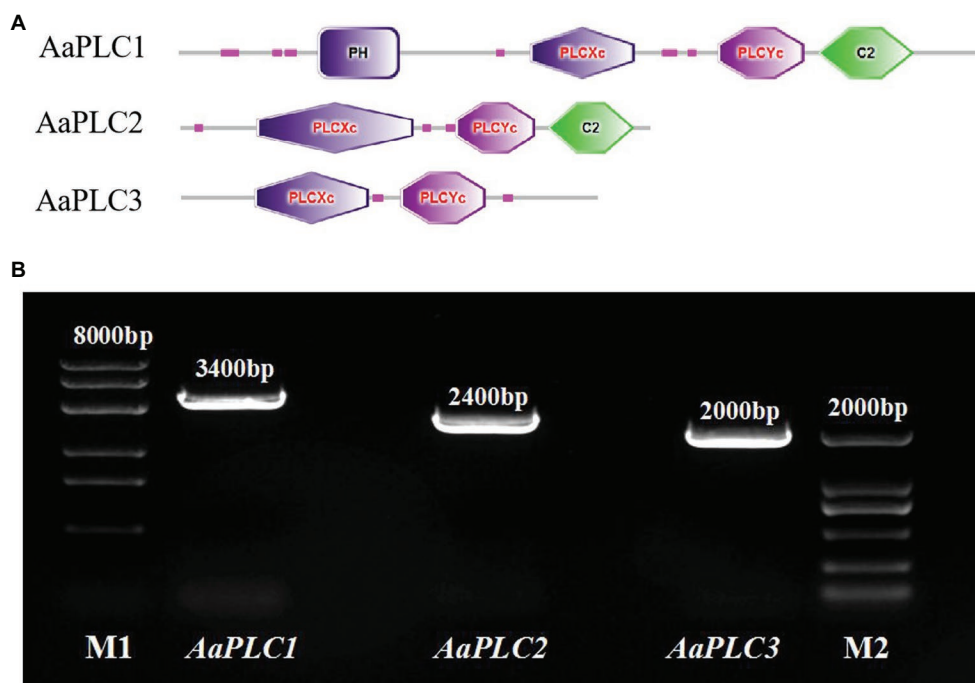 A
AaPLC1 PH PLCXc PLCYc C2
AaPLC2 PLCXc PLCYc C2
AaPLC3 PLCXc PLCYc
B
8000bp 3400bp 2400bp 2000bp 2000bp
M1 AaPLC1 AaPLC2 AaPLC3 M2